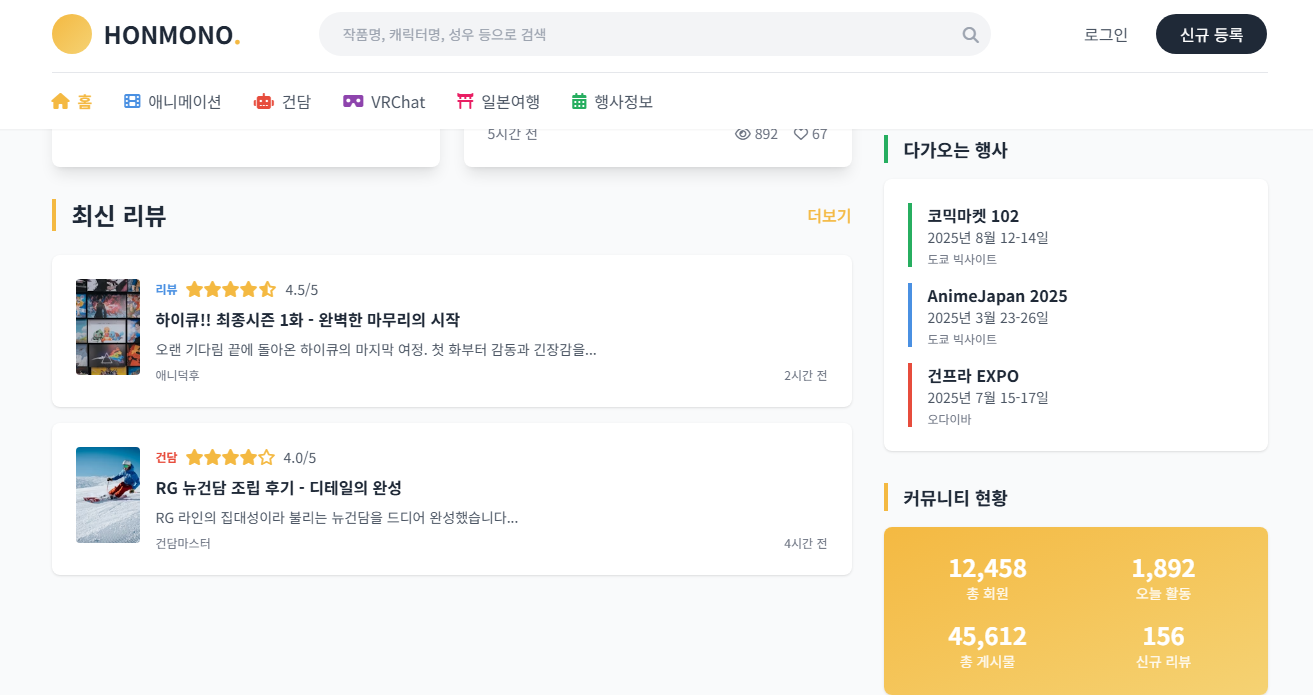 HONMONO.
작품명, 캐릭터명, 성우 등으로 검색
로그인
신규 등록
홈
애니메이션
건담
VRChat
일본여행
행사정보
5시간 전
892
67
최신 리뷰
더보기
리뷰 4.5/5
하이큐!! 최종시즌 1화 - 완벽한 마무리의 시작
오랜 기다림 끝에 돌아온 하이큐의 마지막 여정. 첫 화부터 감동과 긴장감을...
애니덕후
2시간 전
건담 4.0/5
RG 뉴건담 조립 후기 - 디테일의 완성
RG 라인의 집대성이라 불리는 뉴건담을 드디어 완성했습니다...
건담마스터
4시간 전
다가오는 행사
코믹마켓 102
2025년 8월 12-14일
도쿄 빅사이트
AnimeJapan 2025
2025년 3월 23-26일
도쿄 빅사이트
건프라 EXPO
2025년 7월 15-17일
오다이바
커뮤니티 현황
12,458
총 회원
1,892
오늘 활동
45,612
총 게시물
156
신규 리뷰